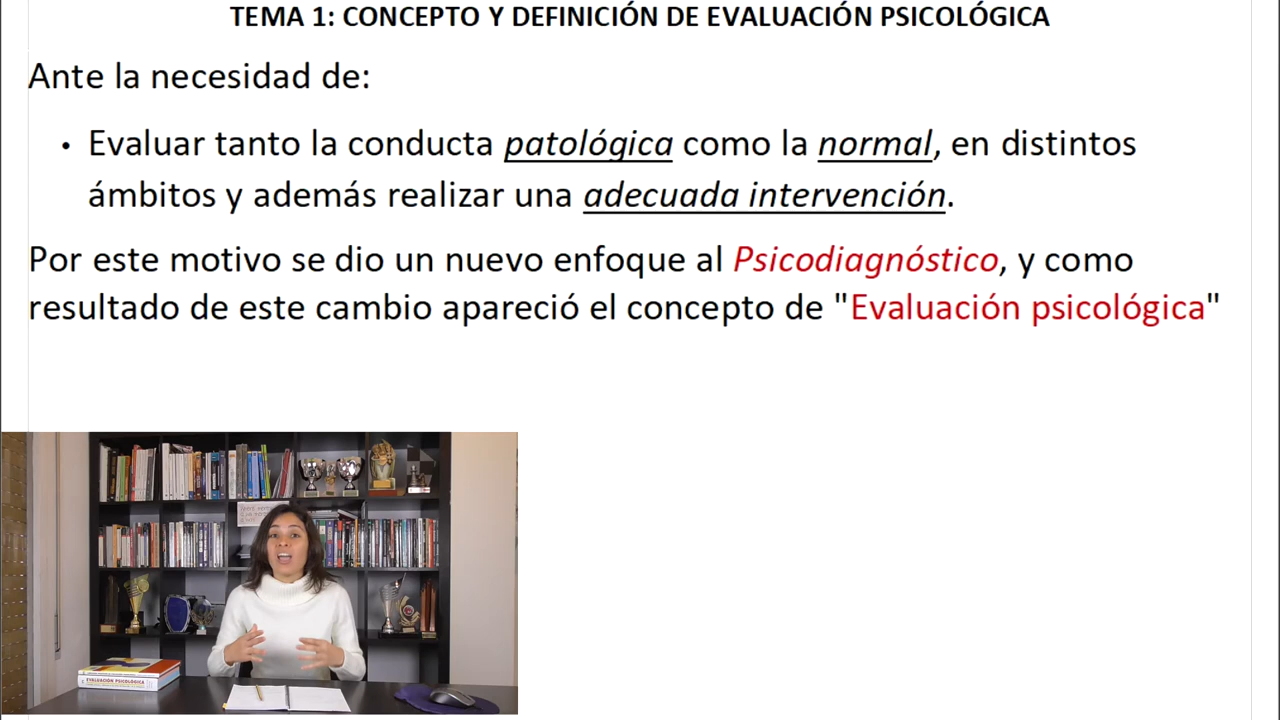 TEMA 1: CONCEPTO Y DEFINICIÓN DE EVALUACIÓN PSICOLÓGICA
Ante la necesidad de:
• Evaluar tanto la conducta patológica como la normal, en distintos
ámbitos y además realizar una adecuada intervención.
Por este motivo se dio un nuevo enfoque al Psicodiagnóstico, y como
resultado de este cambio apareció el concepto de "Evaluación psicológica"
EVALUACIÓN PSICOLÓGICA